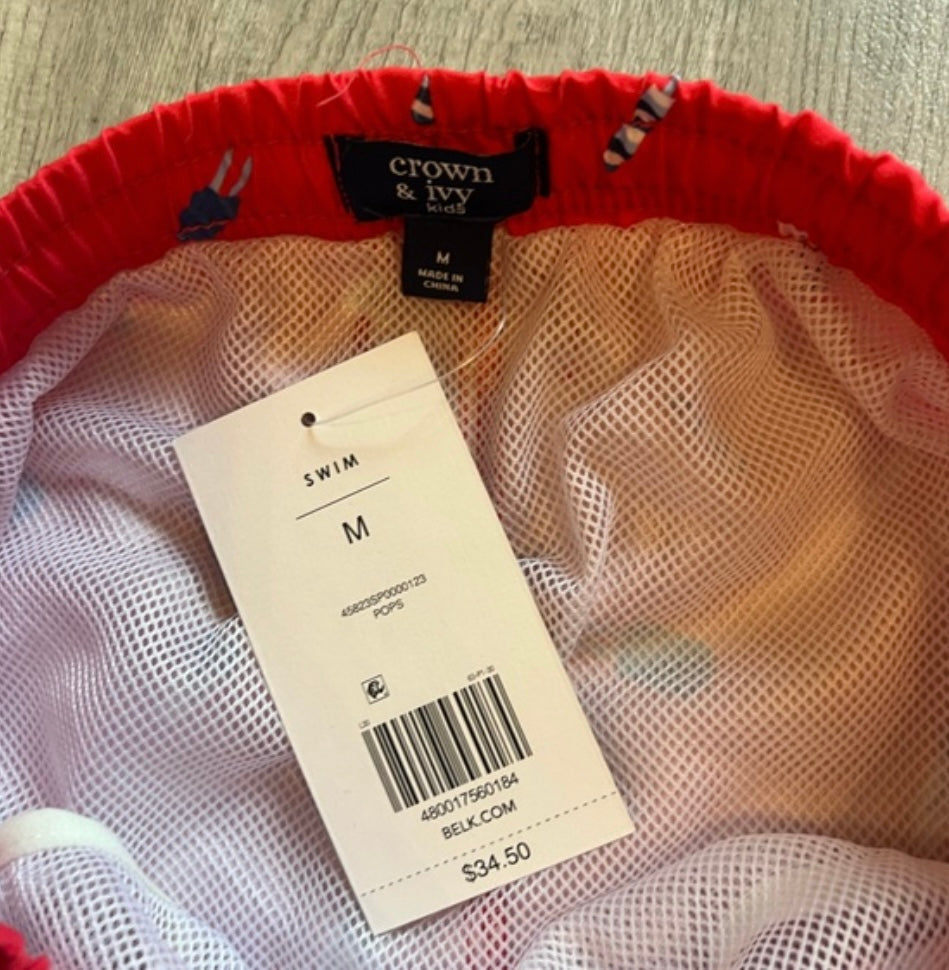 crown
& ivy
kids
M
MADE IN
CHINA
SWIM
M
45823SP0000123
POPS
480017560184
BELK.COM
$34.50